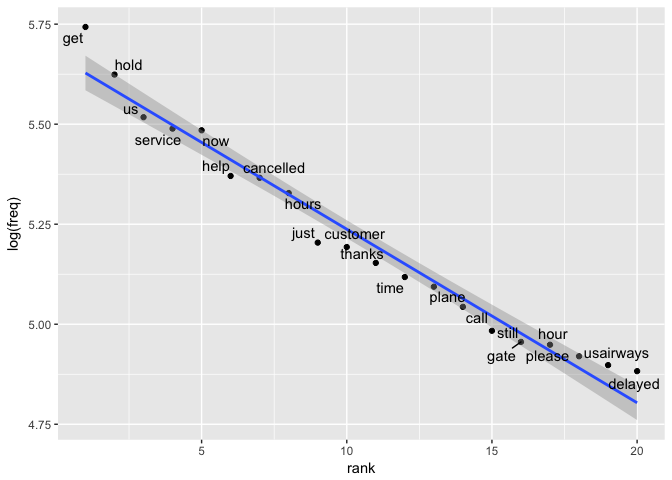 5.75
get
hold
us
5.50
service
now
help
cancelled
hours
5.25
just
customer
thanks
time
plane
call
5.00
still
hour
gate
please
usairways
delayed
4.75
log(freq)
5
10
15
20
rank